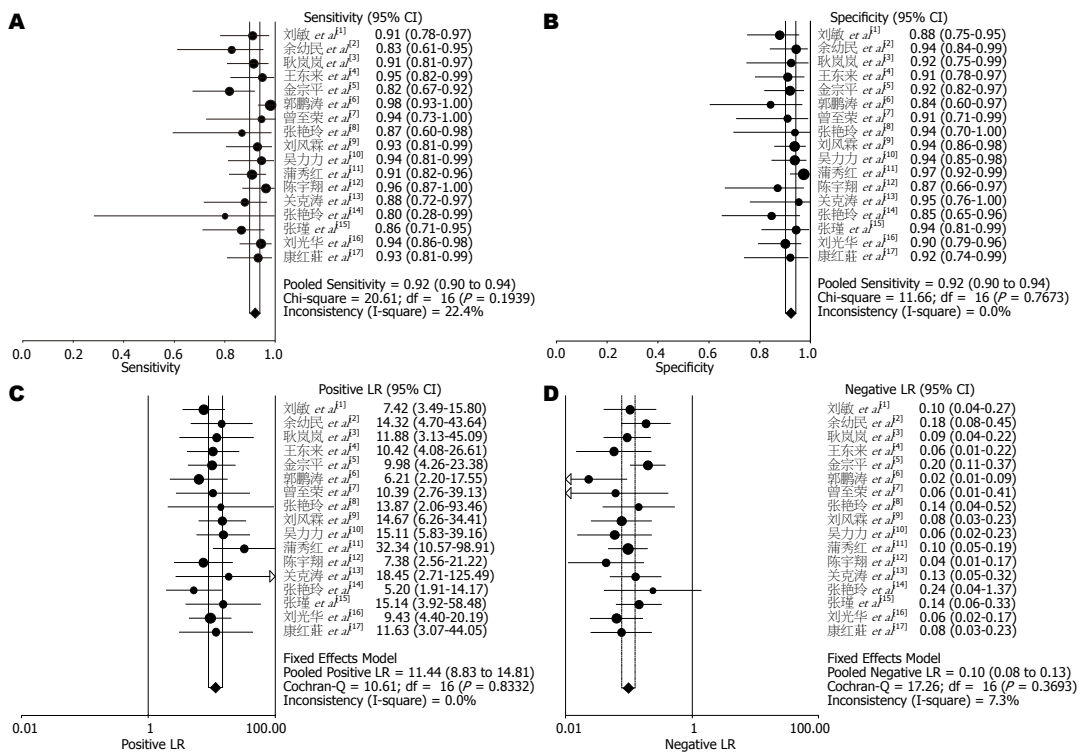 A
Sensitivity (95% CI)
刘敏 et al[1] 0.91 (0.78-0.97)
余幼民 et al[2] 0.83 (0.61-0.95)
耿岚岚 et al[3] 0.91 (0.81-0.97)
王东来 et al[4] 0.95 (0.82-0.99)
金宗平 et al[5] 0.82 (0.67-0.92)
郭鹏涛 et al[6] 0.98 (0.93-1.00)
曾至荣 et al[7] 0.94 (0.73-1.00)
张艳玲 et al[8] 0.87 (0.60-0.98)
刘风霖 et al[9] 0.93 (0.81-0.99)
吴力力 et al[10] 0.94 (0.81-0.99)
蒲秀红 et al[11] 0.91 (0.82-0.96)
陈宇翔 et al[12] 0.96 (0.87-1.00)
关克涛 et al[13] 0.88 (0.72-0.97)
张艳玲 et al[14] 0.80 (0.28-0.99)
张瑾 et al[15] 0.86 (0.71-0.95)
刘光华 et al[16] 0.94 (0.86-0.98)
康红莊 et al[17] 0.93 (0.81-0.99)
Pooled Sensitivity = 0.92 (0.90 to 0.94)
Chi-square = 20.61; df = 16 (P = 0.1939)
Inconsistency (I-square) = 22.4%
0.0 0.2 0.4 0.6 0.8 1.0
Sensitivity
B
Specificity (95% CI)
刘敏 et al[1] 0.88 (0.75-0.95)
余幼民 et al[2] 0.94 (0.84-0.99)
耿岚岚 et al[3] 0.92 (0.75-0.99)
王东来 et al[4] 0.91 (0.78-0.97)
金宗平 et al[5] 0.92 (0.82-0.97)
郭鹏涛 et al[6] 0.84 (0.60-0.97)
曾至荣 et al[7] 0.91 (0.71-0.99)
张艳玲 et al[8] 0.94 (0.70-1.00)
刘风霖 et al[9] 0.94 (0.86-0.98)
吴力力 et al[10] 0.94 (0.85-0.98)
蒲秀红 et al[11] 0.97 (0.92-0.99)
陈宇翔 et al[12] 0.87 (0.66-0.97)
关克涛 et al[13] 0.95 (0.76-1.00)
张艳玲 et al[14] 0.85 (0.65-0.96)
张瑾 et al[15] 0.94 (0.81-0.99)
刘光华 et al[16] 0.90 (0.79-0.96)
康红莊 et al[17] 0.92 (0.74-0.99)
Pooled Sensitivity = 0.92 (0.90 to 0.94)
Chi-square = 11.66; df = 16 (P = 0.7673)
Inconsistency (I-square) = 0.0%
0.0 0.2 0.4 0.6 0.8 1.0
Specificity
C
Positive LR (95% CI)
刘敏 et al[1] 7.42 (3.49-15.80)
余幼民 et al[2] 14.32 (4.70-43.64)
耿岚岚 et al[3] 11.88 (3.13-45.09)
王东来 et al[4] 10.42 (4.08-26.61)
金宗平 et al[5] 9.98 (4.26-23.38)
郭鹏涛 et al[6] 6.21 (2.20-17.55)
曾至荣 et al[7] 10.39 (2.76-39.13)
张艳玲 et al[8] 13.87 (2.06-93.46)
刘风霖 et al[9] 14.67 (6.26-34.41)
吴力力 et al[10] 15.11 (5.83-39.16)
蒲秀红 et al[11] 32.34 (10.57-98.91)
陈宇翔 et al[12] 7.38 (2.56-21.22)
关克涛 et al[13] 18.45 (2.71-125.49)
张艳玲 et al[14] 5.20 (1.91-14.17)
张瑾 et al[15] 15.14 (3.92-58.48)
刘光华 et al[16] 9.43 (4.40-20.19)
康红莊 et al[17] 11.63 (3.07-44.05)
Fixed Effects Model
Pooled Positive LR = 11.44 (8.83 to 14.81)
Cochran-Q = 10.61; df = 16 (P = 0.8332)
Inconsistency (I-square) = 0.0%
0.01 1 100.00
Positive LR
D
Negative LR (95% CI)
刘敏 et al[1] 0.10 (0.04-0.27)
余幼民 et al[2] 0.18 (0.08-0.45)
耿岚岚 et al[3] 0.09 (0.04-0.22)
王东来 et al[4] 0.06 (0.01-0.22)
金宗平 et al[5] 0.20 (0.11-0.37)
郭鹏涛 et al[6] 0.02 (0.01-0.09)
曾至荣 et al[7] 0.06 (0.01-0.41)
张艳玲 et al[8] 0.14 (0.04-0.52)
刘风霖 et al[9] 0.08 (0.03-0.23)
吴力力 et al[10] 0.06 (0.02-0.23)
蒲秀红 et al[11] 0.10 (0.05-0.19)
陈宇翔 et al[12] 0.04 (0.01-0.17)
关克涛 et al[13] 0.13 (0.05-0.32)
张艳玲 et al[14] 0.24 (0.04-1.37)
张瑾 et al[15] 0.14 (0.06-0.33)
刘光华 et al[16] 0.06 (0.02-0.17)
康红莊 et al[17] 0.08 (0.03-0.23)
Fixed Effects Model
Pooled Negative LR = 0.10 (0.08 to 0.13)
Cochran-Q = 17.26; df = 16 (P = 0.3693)
Inconsistency (I-square) = 7.3%
0.01 1 100.00
Negative LR